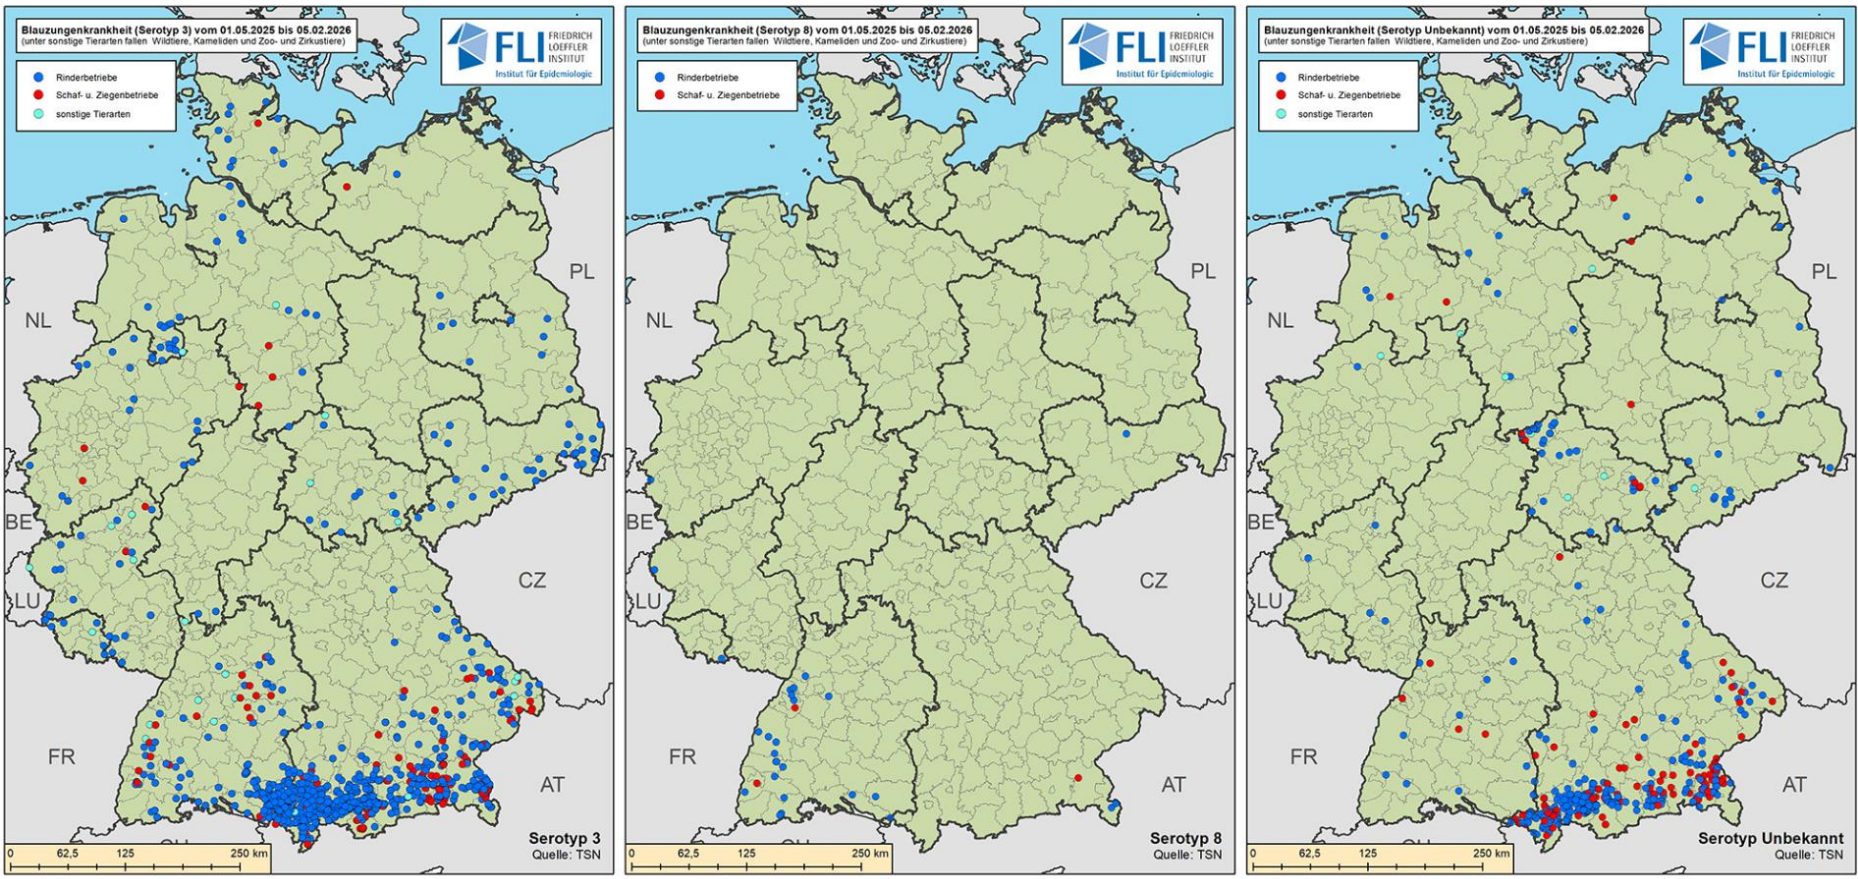 Blauzungenkrankheit (Serotyp 3) vom 01.05.2025 bis 05.02.2026
(unter sonstige Tierarten fallen Wildtiere, Kameliden und Zoo- und Zirkustiere)
FLI
FRIEDRICH
LOEFFLER
INSTITUT
Institut für Epidemiologie
Rinderbetriebe
Schaf- u. Ziegenbetriebe
sonstige Tierarten
PL
NL
BE
LU
CZ
FR
AT
Serotyp 3
Quelle: TSN
0 62,5 125 250 km
Blauzungenkrankheit (Serotyp 8) vom 01.05.2025 bis 05.02.2026
(unter sonstige Tierarten fallen Wildtiere, Kameliden und Zoo- und Zirkustiere)
FLI
FRIEDRICH
LOEFFLER
INSTITUT
Institut für Epidemiologie
Rinderbetriebe
Schaf- u. Ziegenbetriebe
PL
NL
BE
LU
CZ
FR
AT
Serotyp 8
Quelle: TSN
0 62,5 125 250 km
Blauzungenkrankheit (Serotyp Unbekannt) vom 01.05.2025 bis 05.02.2026
(unter sonstige Tierarten fallen Wildtiere, Kameliden und Zoo- und Zirkustiere)
FLI
FRIEDRICH
LOEFFLER
INSTITUT
Institut für Epidemiologie
Rinderbetriebe
Schaf- u. Ziegenbetriebe
sonstige Tierarten
PL
NL
BE
LU
CZ
FR
AT
Serotyp Unbekannt
Quelle: TSN
0 62,5 125 250 km